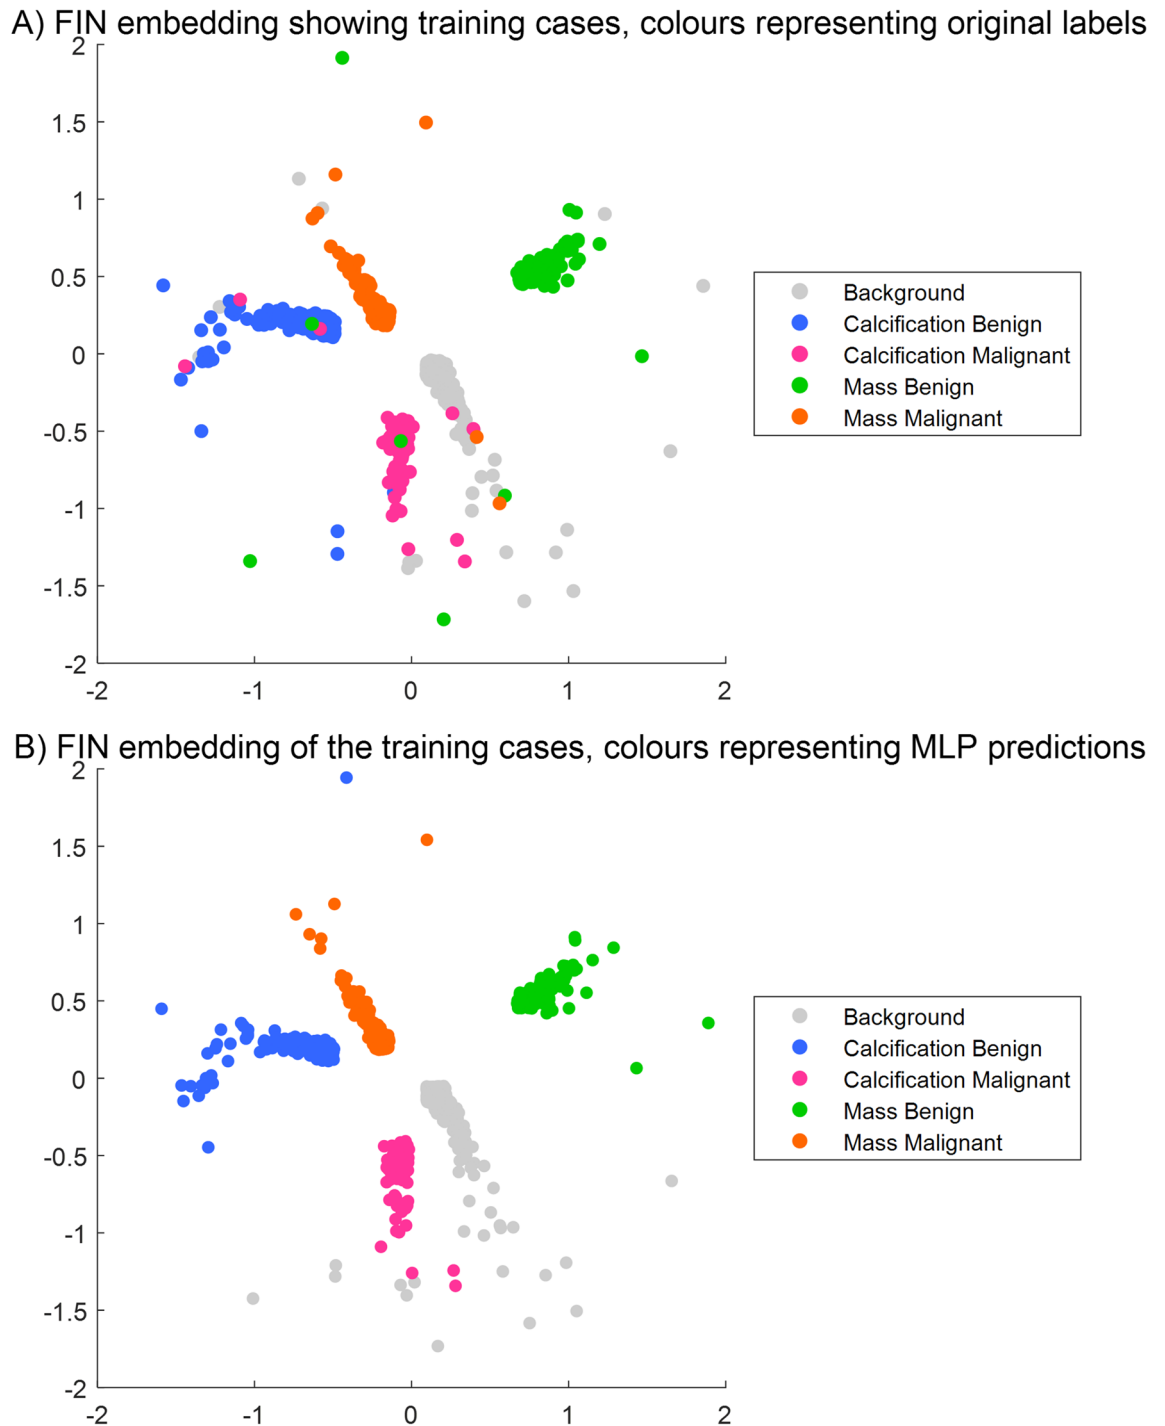 A) FIN embedding showing training cases, colours representing original labels
2
1.5
1
0.5
0
-0.5
-1
-1.5
-2
-2 -1 0 1 2
Background
Calcification Benign
Calcification Malignant
Mass Benign
Mass Malignant
B) FIN embedding of the training cases, colours representing MLP predictions
2
1.5
1
0.5
0
-0.5
-1
-1.5
-2
-2 -1 0 1 2
Background
Calcification Benign
Calcification Malignant
Mass Benign
Mass Malignant